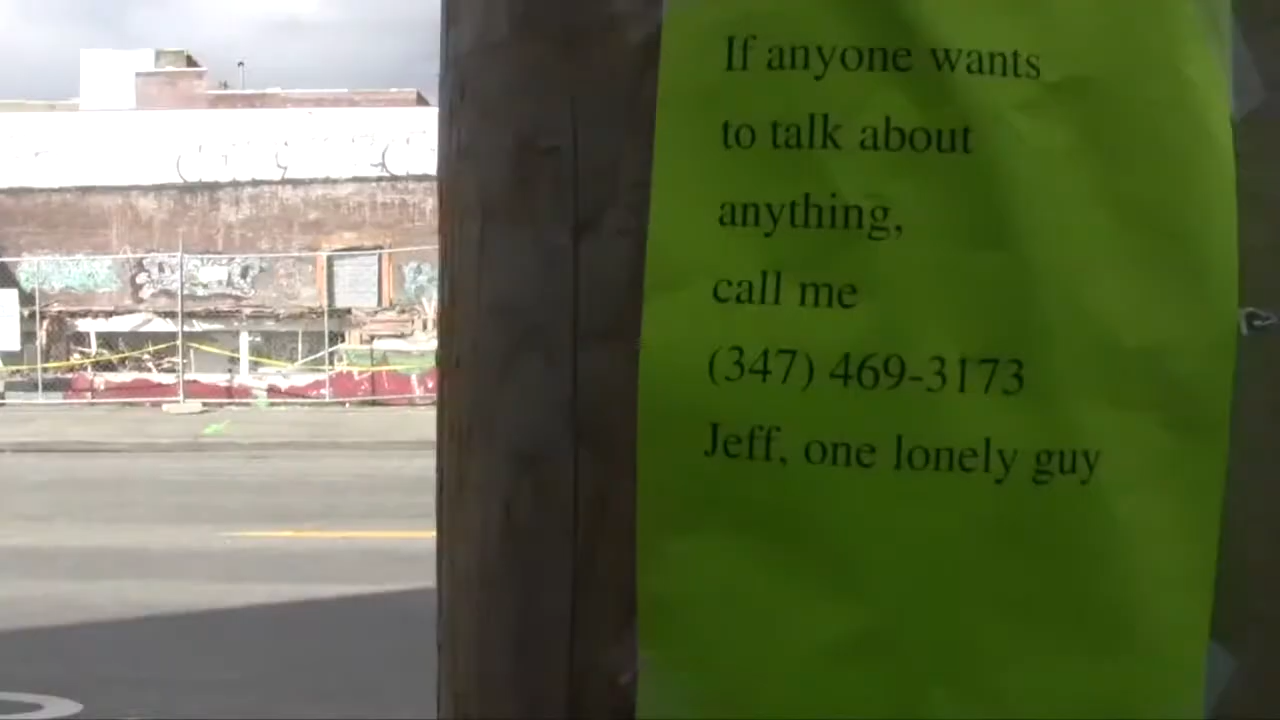 If anyone wants
to talk about
anything,
call me
(347) 469-3173
Jeff, one lonely guy